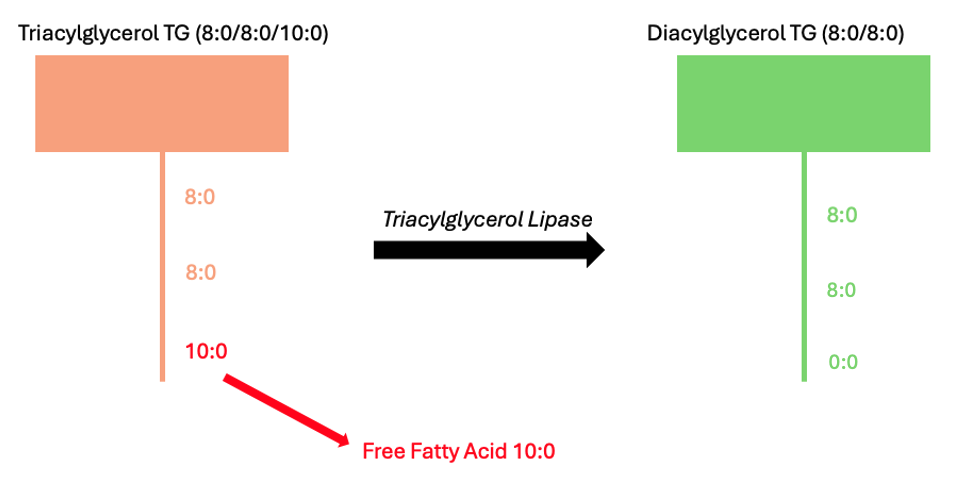 Triacylglycerol TG (8:0/8:0/10:0)
Diacylglycerol TG (8:0/8:0)
8:0
8:0
10:0
Triacylglycerol Lipase
8:0
8:0
0:0
Free Fatty Acid 10:0